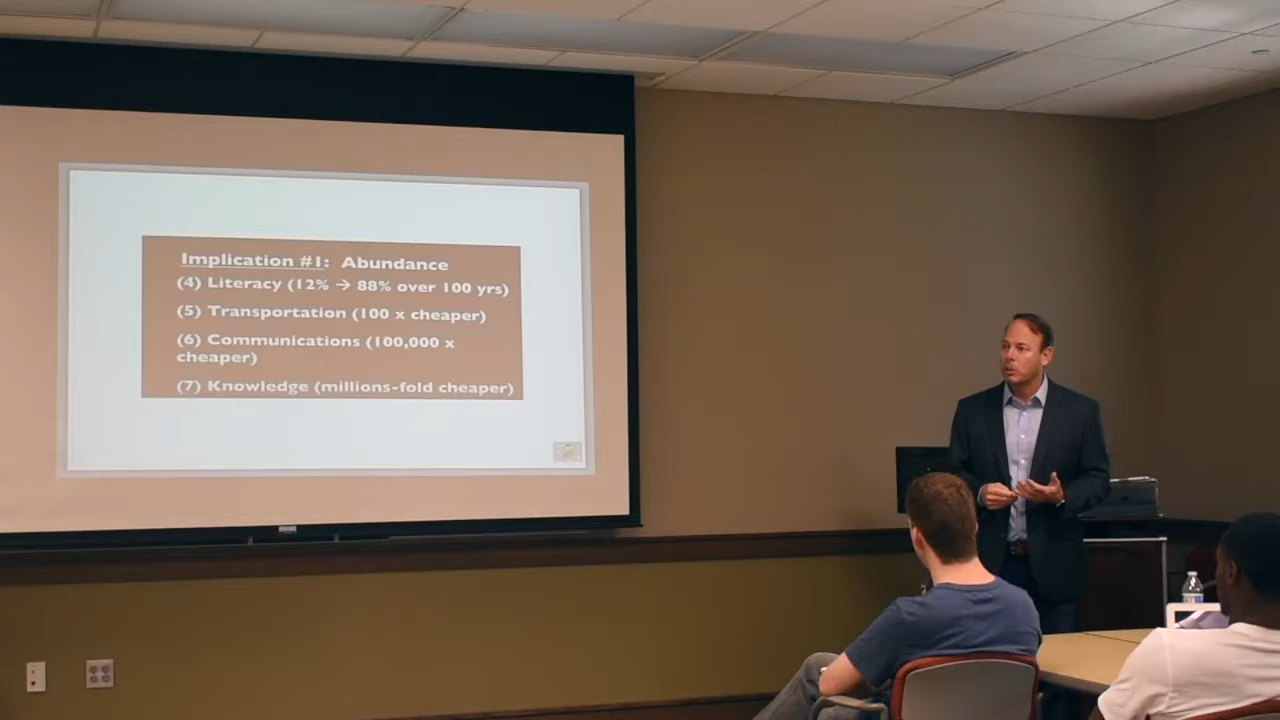 Implication #1: Abundance
(4) Literacy (12% → 88% over 100 yrs)
(5) Transportation (100 x cheaper)
(6) Communications (100,000 x
cheaper)
(7) Knowledge (millions-fold cheaper)